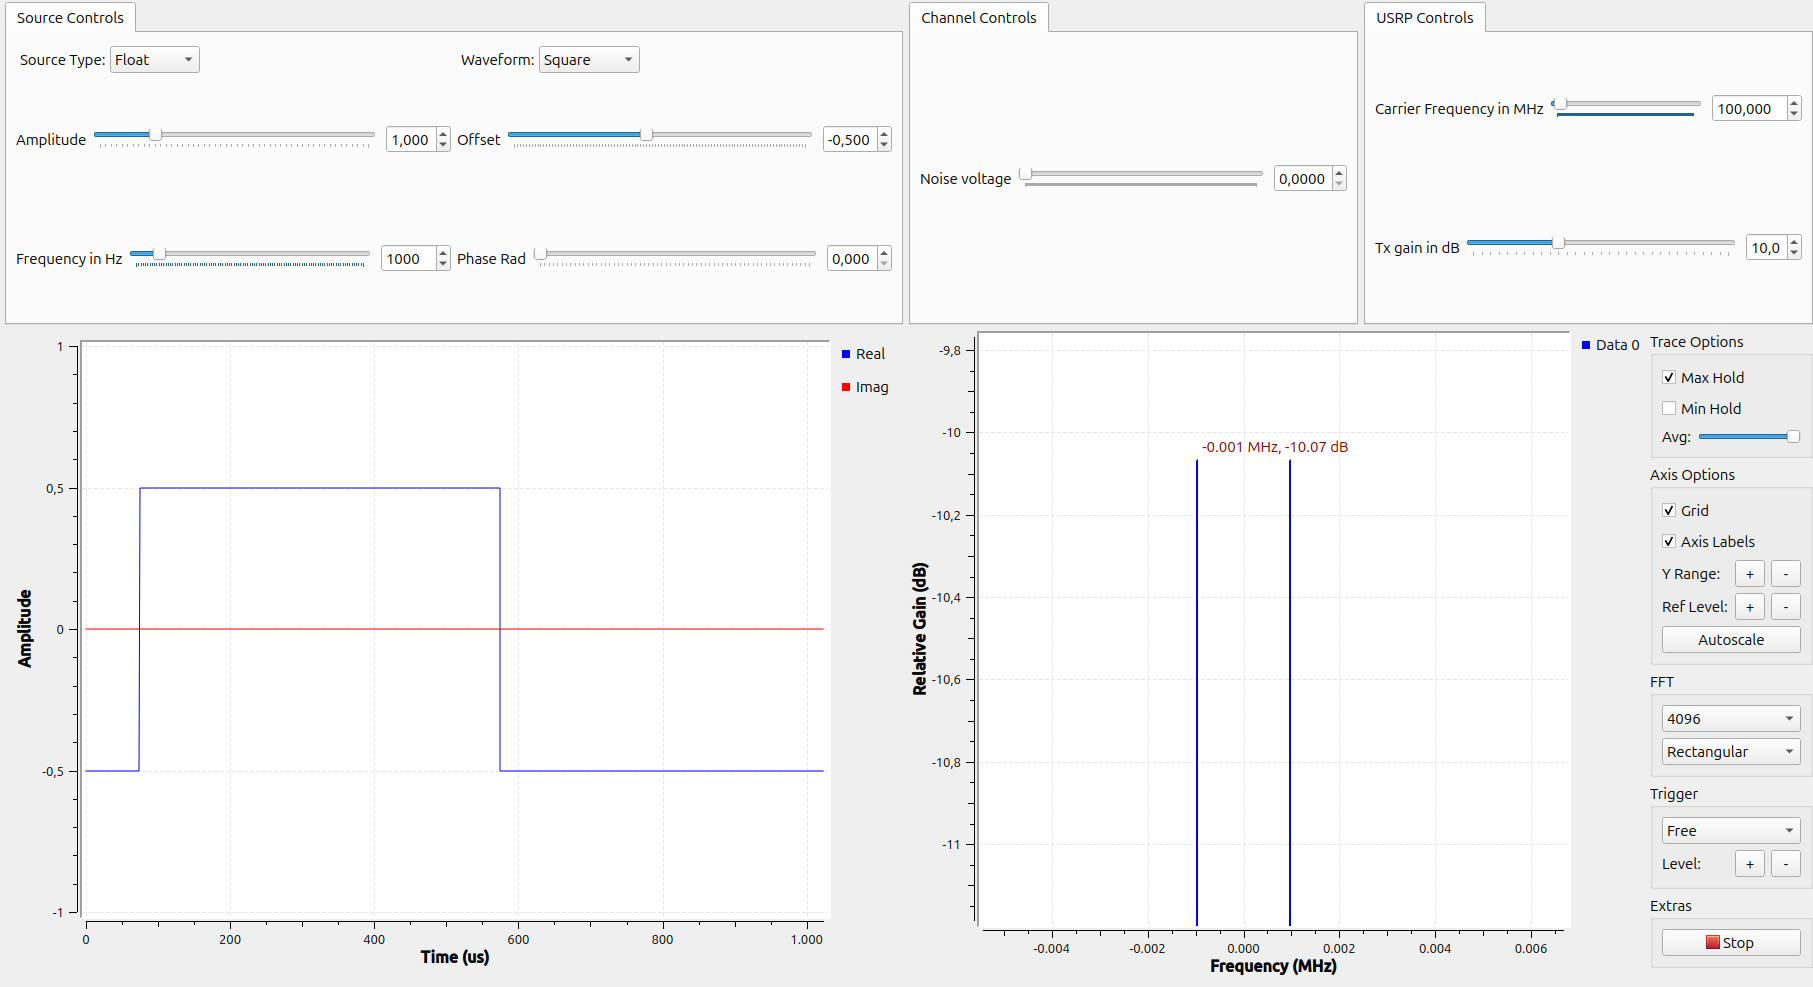 Source Controls
Source Type: Float
Waveform: Square
Amplitude 1,000
Offset -0,500
Frequency in Hz 1000
Phase Rad 0,000
Channel Controls
Noise voltage 0,0000
USRP Controls
Carrier Frequency in MHz 100,000
Tx gain in dB 10,0
1
0,5
0
-0,5
-1
Amplitude
0 200 400 600 800 1.000
Time (us)
Real
Imag
-9,8
-10
-10,2
-10,4
-10,6
-10,8
-11
Relative Gain (dB)
-0.001 MHz, -10.07 dB
-0.004 -0.002 0.000 0.002 0.004 0.006
Frequency (MHz)
Data 0
Trace Options
Max Hold
Min Hold
Avg:
Axis Options
Grid
Axis Labels
Y Range: + -
Ref Level: + -
Autoscale
FFT
4096
Rectangular
Trigger
Free
Level: + -
Extras
Stop